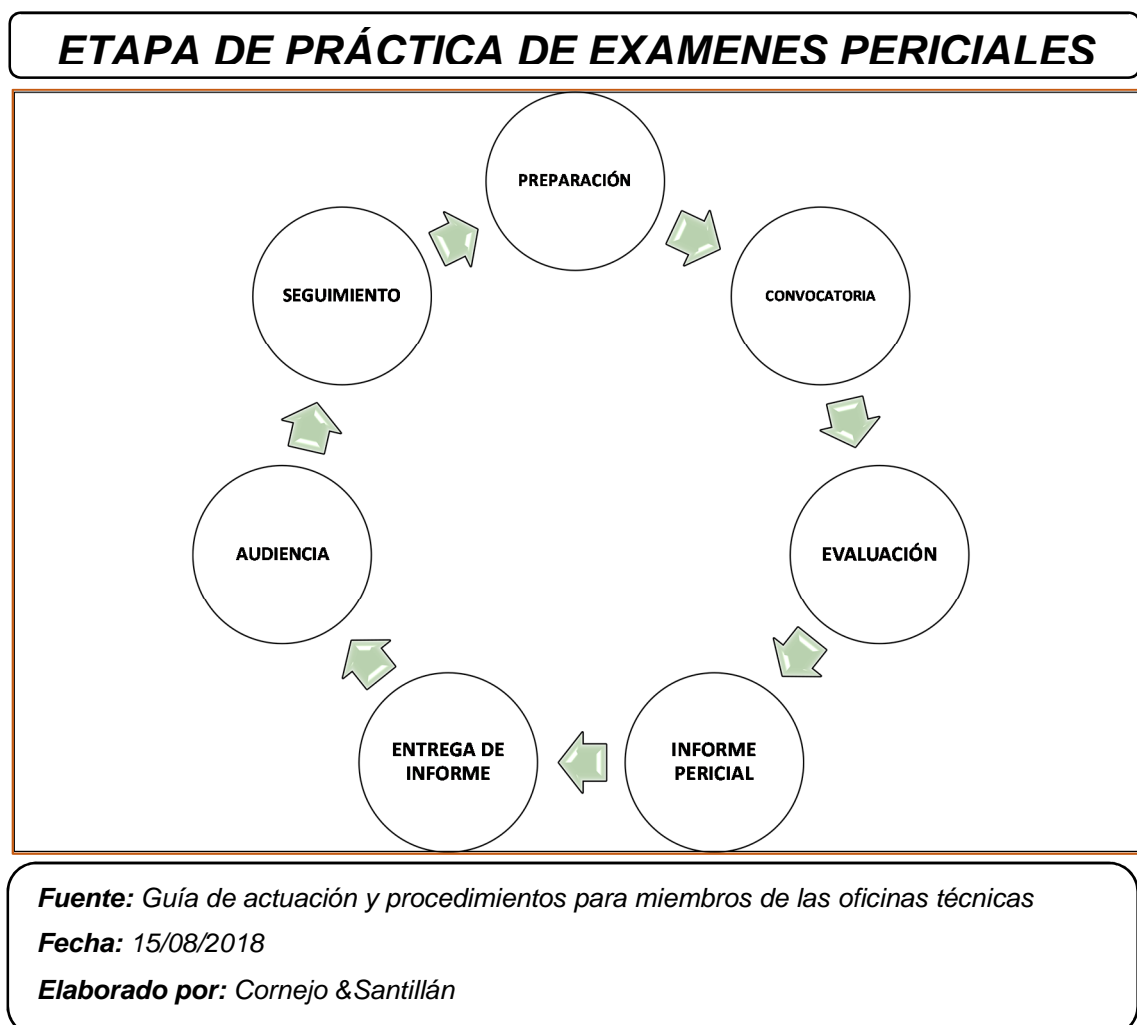 ETAPA DE PRÁCTICA DE EXAMENES PERICIALES
PREPARACIÓN
CONVOCATORIA
EVALUACIÓN
INFORME
PERICIAL
ENTREGA DE
INFORME
AUDIENCIA
SEGUIMIENTO
Fuente: Guía de actuación y procedimientos para miembros de las oficinas técnicas
Fecha: 15/08/2018
Elaborado por: Cornejo &Santillán